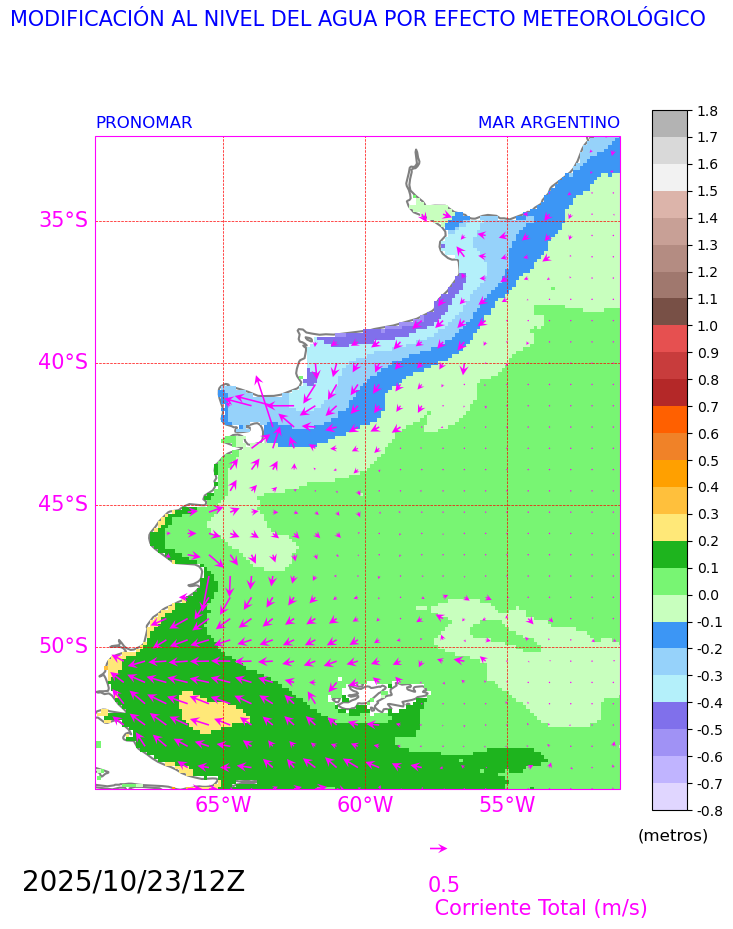 MODIFICACIÓN AL NIVEL DEL AGUA POR EFECTO METEOROLÓGICO
PRONOMAR MAR ARGENTINO
1.8
1.7
1.6
1.5
1.4
1.3
1.2
1.1
1.0
0.9
0.8
0.7
0.6
0.5
0.4
0.3
0.2
0.1
0.0
-0.1
-0.2
-0.3
-0.4
-0.5
-0.6
-0.7
-0.8
(metros)
35°S
40°S
45°S
50°S
65°W 60°W 55°W
2025/10/23/12Z
0.5
Corriente Total (m/s)